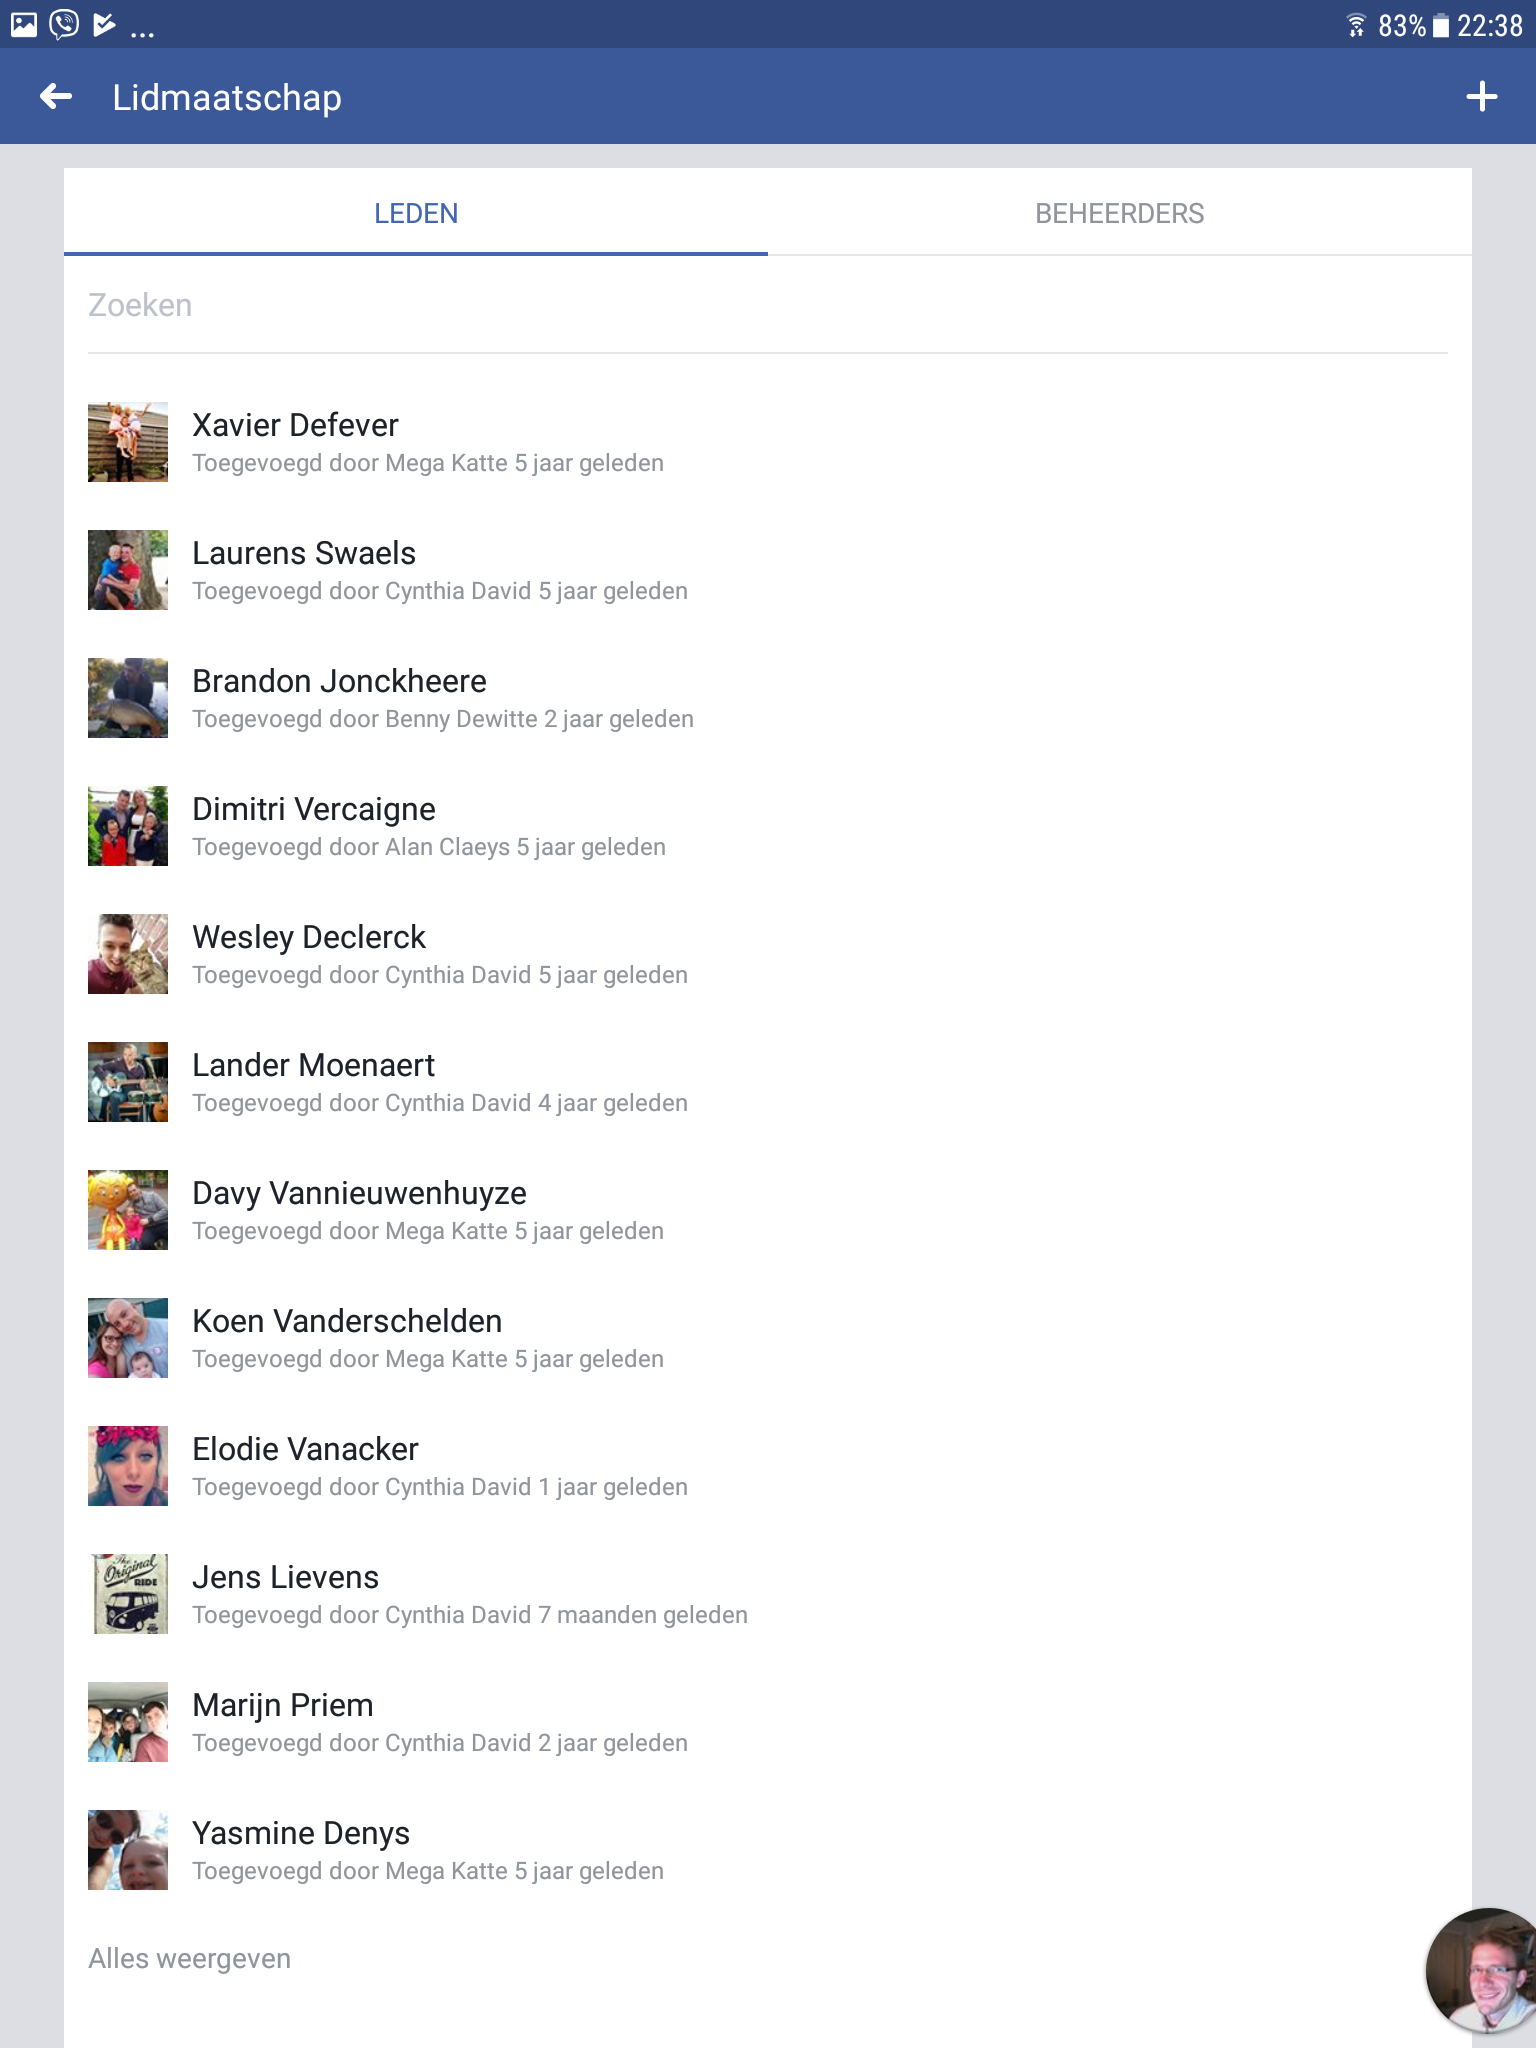 ... 83% 22:38
Lidmaatschap
LEDEN BEHEERDERS
Zoeken
Xavier Defever
Toegevoegd door Mega Katte 5 jaar geleden
Laurens Swaels
Toegevoegd door Cynthia David 5 jaar geleden
Brandon Jonckheere
Toegevoegd door Benny Dewitte 2 jaar geleden
Dimitri Vercaigne
Toegevoegd door Alan Claeys 5 jaar geleden
Wesley Declerck
Toegevoegd door Cynthia David 5 jaar geleden
Lander Moenaert
Toegevoegd door Cynthia David 4 jaar geleden
Davy Vannieuwenhuyze
Toegevoegd door Mega Katte 5 jaar geleden
Koen Vanderschelden
Toegevoegd door Mega Katte 5 jaar geleden
Elodie Vanacker
Toegevoegd door Cynthia David 1 jaar geleden
The
Original
RIDE
Jens Lievens
Toegevoegd door Cynthia David 7 maanden geleden
Marijn Priem
Toegevoegd door Cynthia David 2 jaar geleden
Yasmine Denys
Toegevoegd door Mega Katte 5 jaar geleden
Alles weergeven